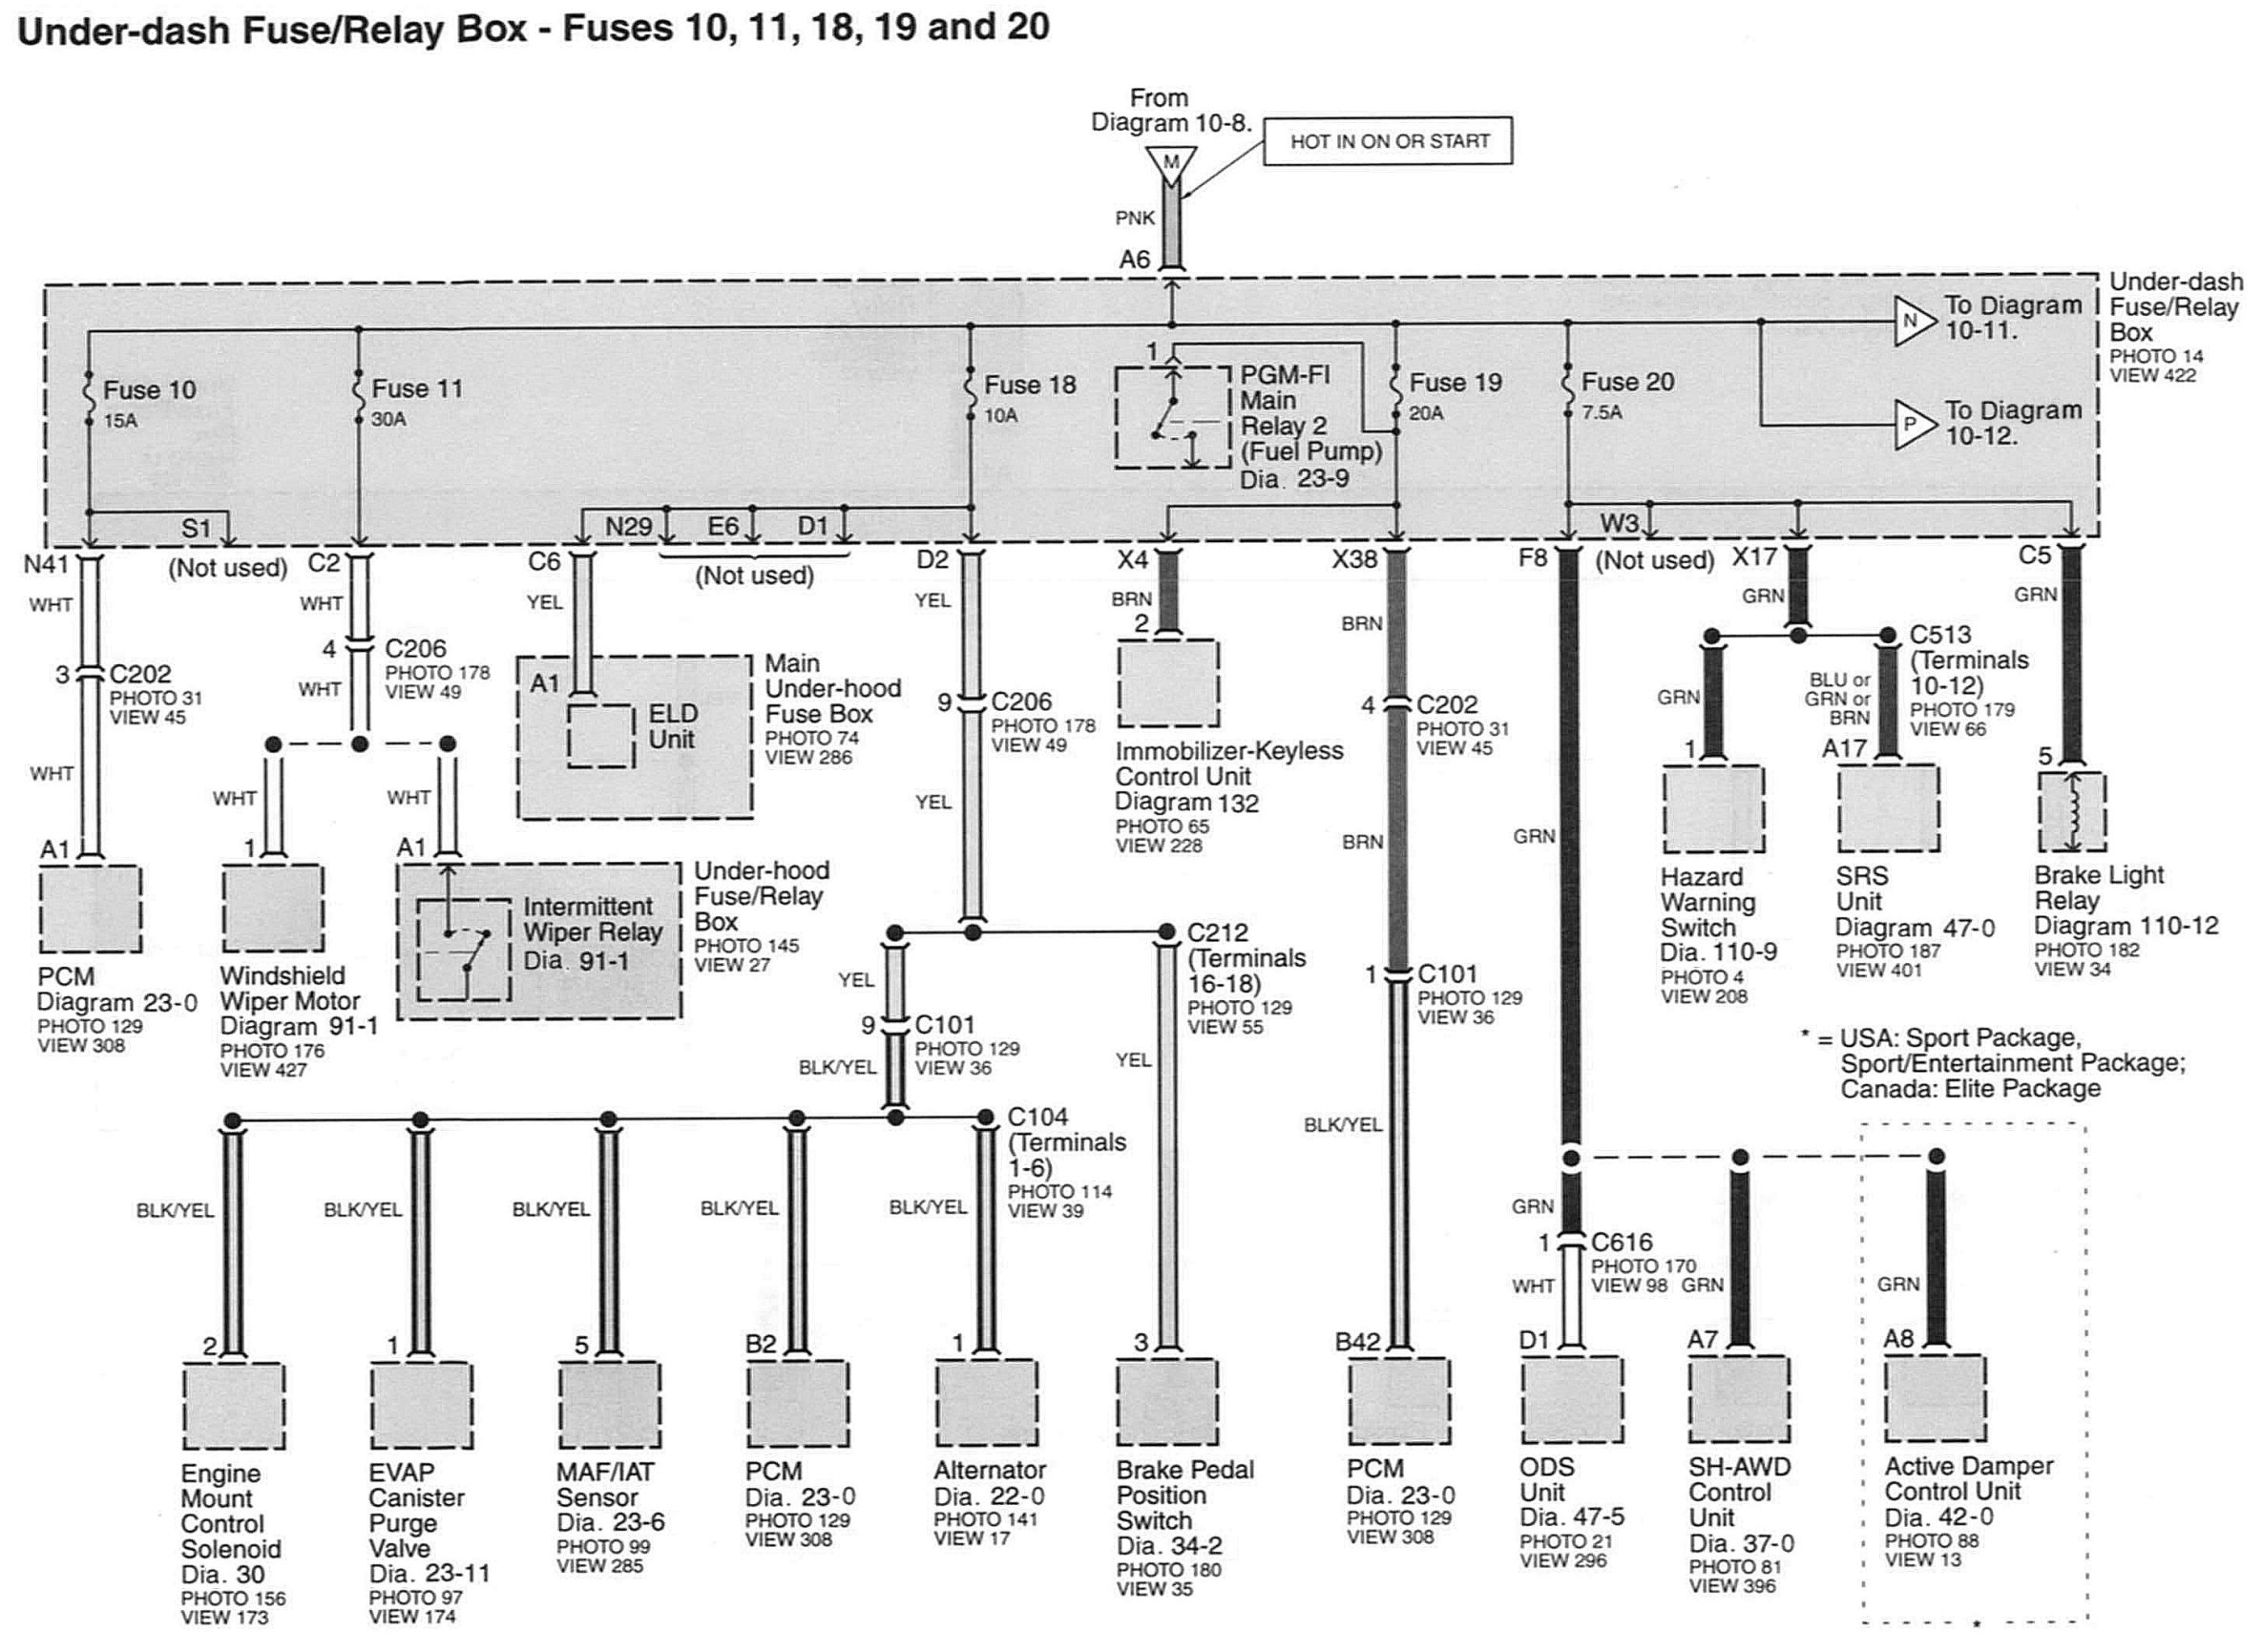 Under-dash Fuse/Relay Box - Fuses 10, 11, 18, 19 and 20
From
Diagram 10-8.
HOT IN ON OR START
M
PNK
A6
Under-dash
Fuse/Relay
Box
PHOTO 14
VIEW 422
N
To Diagram
10-11.
P
To Diagram
10-12.
Fuse 10
15A
Fuse 11
30A
Fuse 18
10A
1
PGM-FI
Main
Relay 2
(Fuel Pump)
Dia. 23-9
Fuse 19
20A
Fuse 20
7.5A
S1
N29
E6
D1
W3
N41
(Not used)
C2
C6
(Not used)
D2
X4
X38
F8
(Not used)
X17
C5
WHT
3
C202
PHOTO 31
VIEW 45
WHT
A1
PCM
Diagram 23-0
PHOTO 129
VIEW 308
WHT
4
C206
PHOTO 178
VIEW 49
WHT
WHT
1
Windshield
Wiper Motor
Diagram 91-1
PHOTO 176
VIEW 427
WHT
A1
Intermittent
Wiper Relay
Dia. 91-1
Under-hood
Fuse/Relay
Box
PHOTO 145
VIEW 27
YEL
A1
ELD
Unit
Main
Under-hood
Fuse Box
PHOTO 74
VIEW 286
YEL
9
C206
PHOTO 178
VIEW 49
YEL
C212
(Terminals
16-18)
PHOTO 129
VIEW 55
YEL
9
C101
PHOTO 129
VIEW 36
BLK/YEL
YEL
C104
(Terminals
1-6)
PHOTO 114
VIEW 39
BRN
2
Immobilizer-Keyless
Control Unit
Diagram 132
PHOTO 65
VIEW 228
BRN
4
C202
PHOTO 31
VIEW 45
BRN
1
C101
PHOTO 129
VIEW 36
BLK/YEL
GRN
GRN
C513
(Terminals
10-12)
PHOTO 179
VIEW 66
GRN
1
Hazard
Warning
Switch
Dia. 110-9
PHOTO 4
VIEW 208
BLU or
GRN or
BRN
A17
SRS
Unit
Diagram 47-0
PHOTO 187
VIEW 401
GRN
5
Brake Light
Relay
Diagram 110-12
PHOTO 182
VIEW 34
* = USA: Sport Package,
Sport/Entertainment Package;
Canada: Elite Package
BLK/YEL
2
Engine
Mount
Control
Solenoid
Dia. 30
PHOTO 156
VIEW 173
BLK/YEL
1
EVAP
Canister
Purge
Valve
Dia. 23-11
PHOTO 97
VIEW 174
BLK/YEL
5
MAF/IAT
Sensor
Dia. 23-6
PHOTO 99
VIEW 285
BLK/YEL
B2
PCM
Dia. 23-0
PHOTO 129
VIEW 308
BLK/YEL
1
Alternator
Dia. 22-0
PHOTO 141
VIEW 17
3
Brake Pedal
Position
Switch
Dia. 34-2
PHOTO 180
VIEW 35
B42
PCM
Dia. 23-0
PHOTO 129
VIEW 308
GRN
1
C616
PHOTO 170
VIEW 98
WHT
D1
ODS
Unit
Dia. 47-5
PHOTO 21
VIEW 296
GRN
A7
SH-AWD
Control
Unit
Dia. 37-0
PHOTO 81
VIEW 396
GRN
A8
Active Damper
Control Unit
Dia. 42-0
PHOTO 88
VIEW 13
*